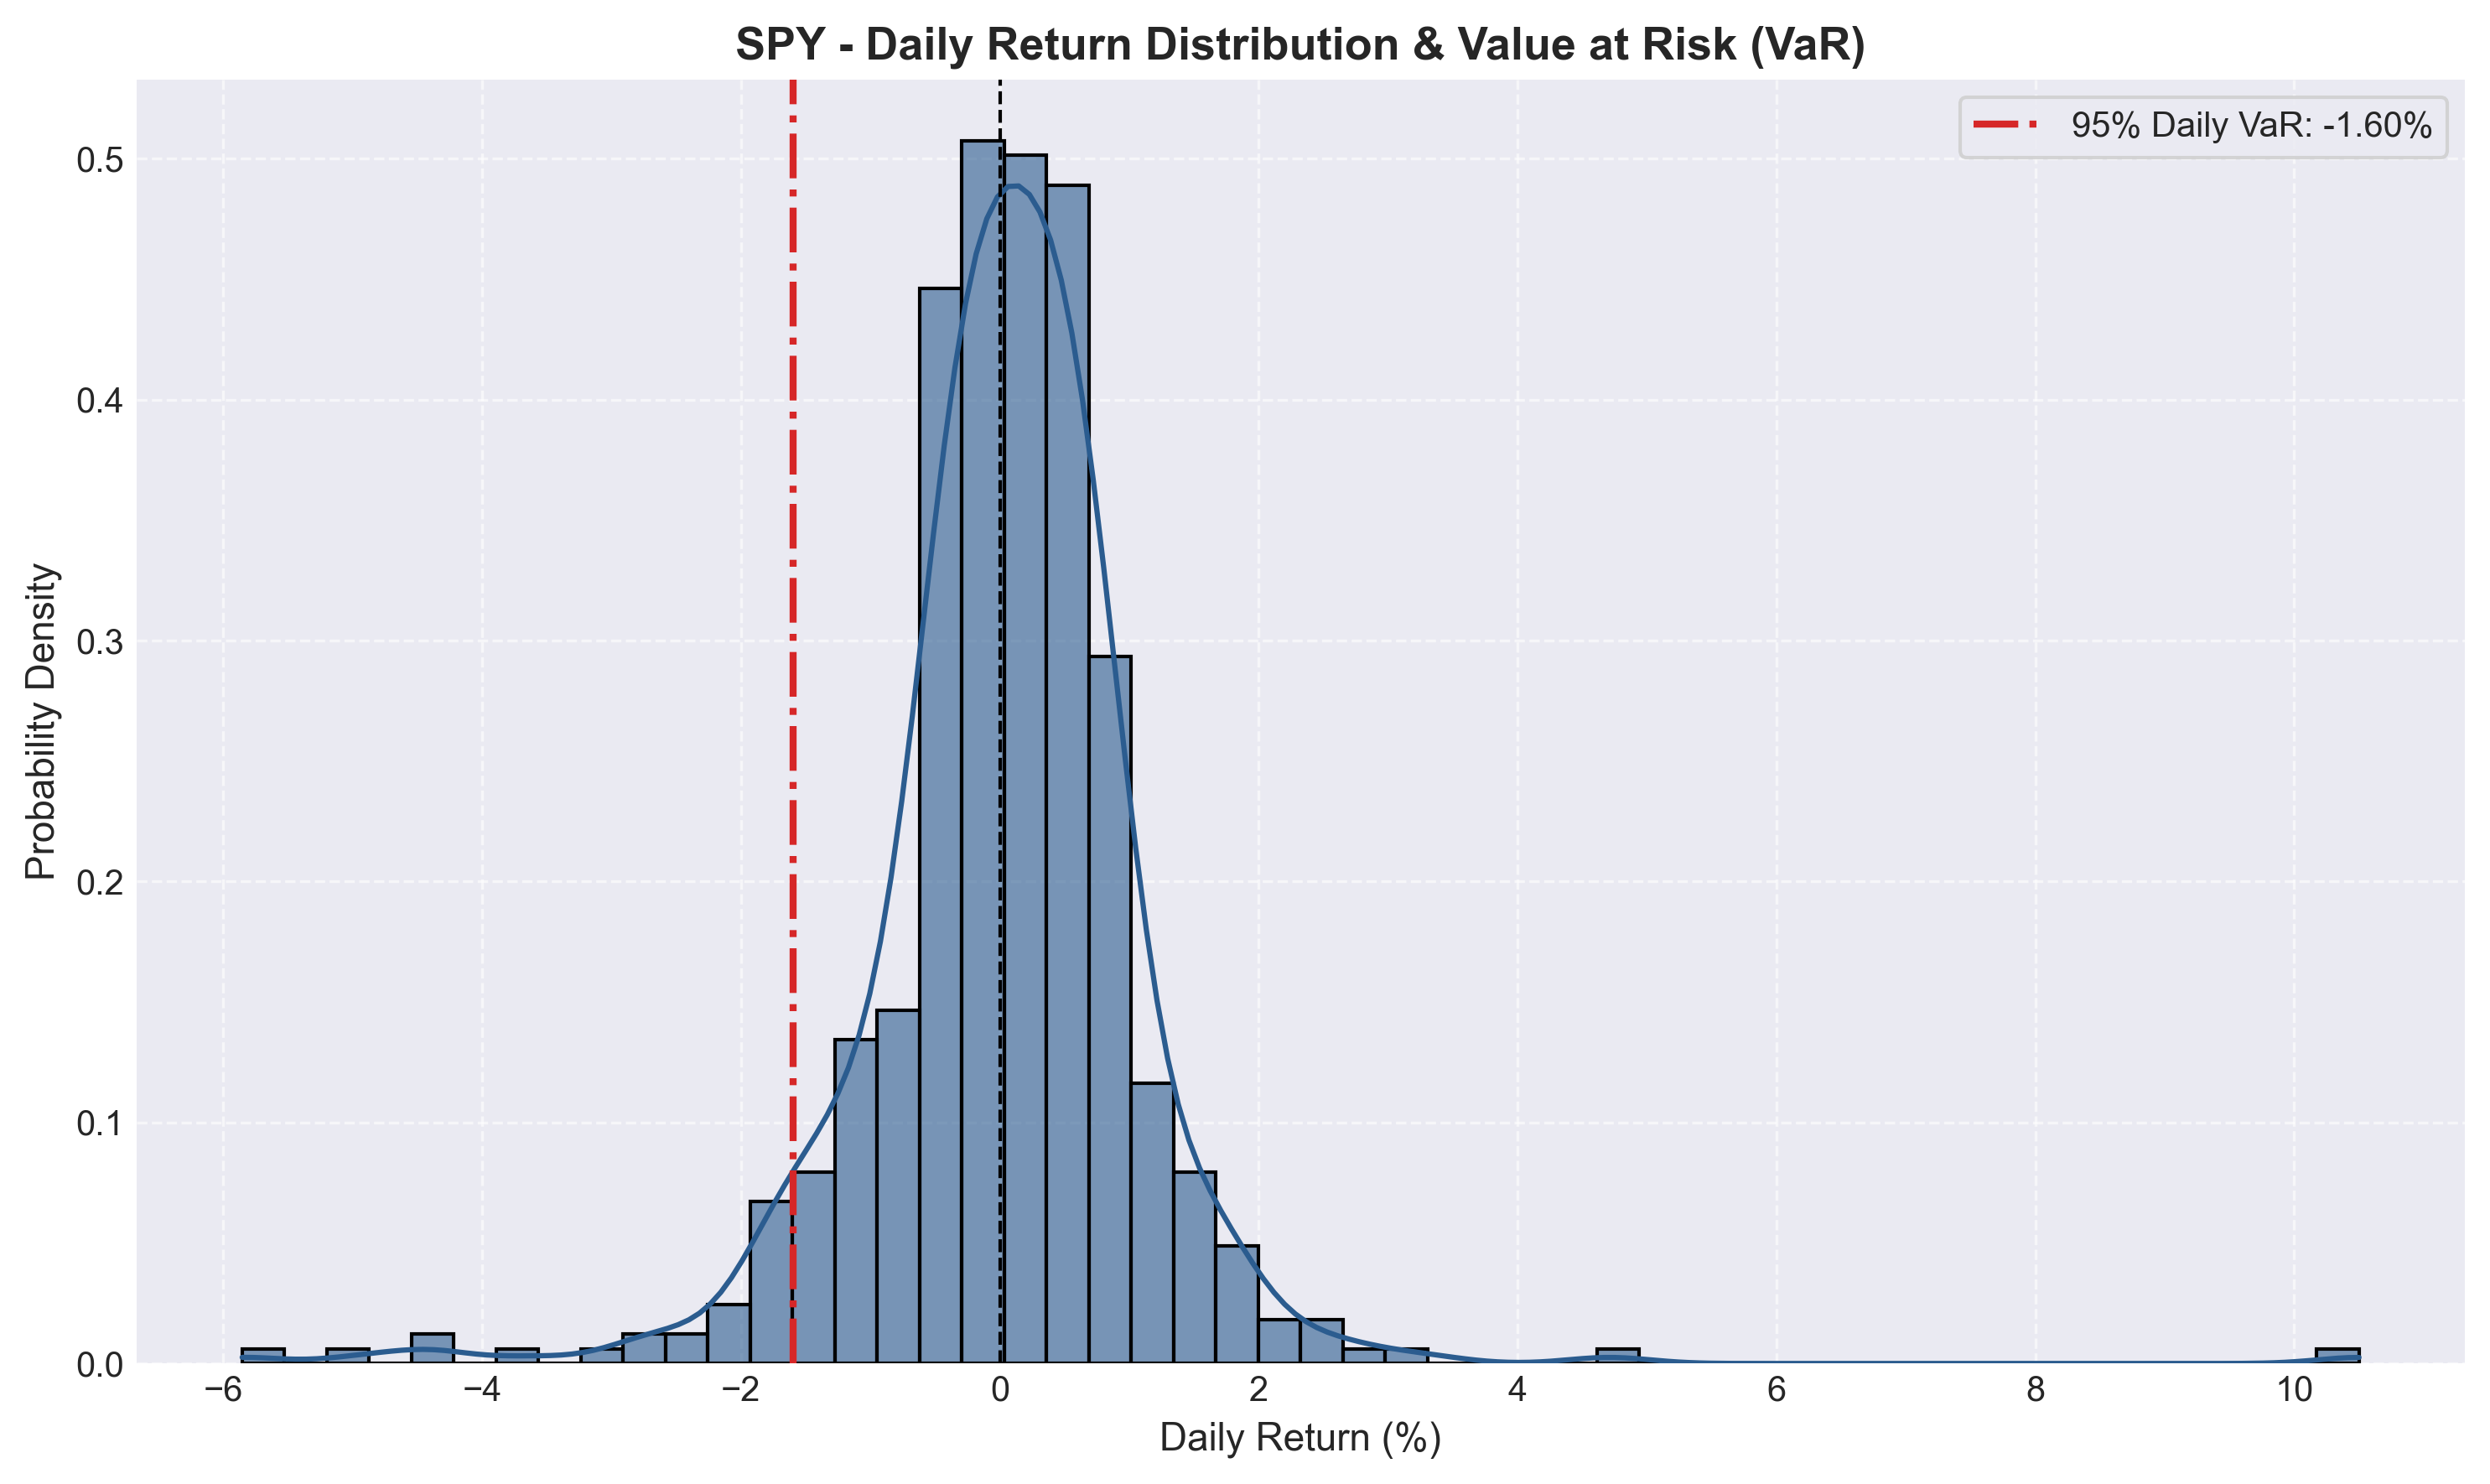 SPY - Daily Return Distribution & Value at Risk (VaR)
95% Daily VaR: -1.60%
Probability Density
0.5
0.4
0.3
0.2
0.1
0.0
−6 −4 −2 0 2 4 6 8 10
Daily Return (%)